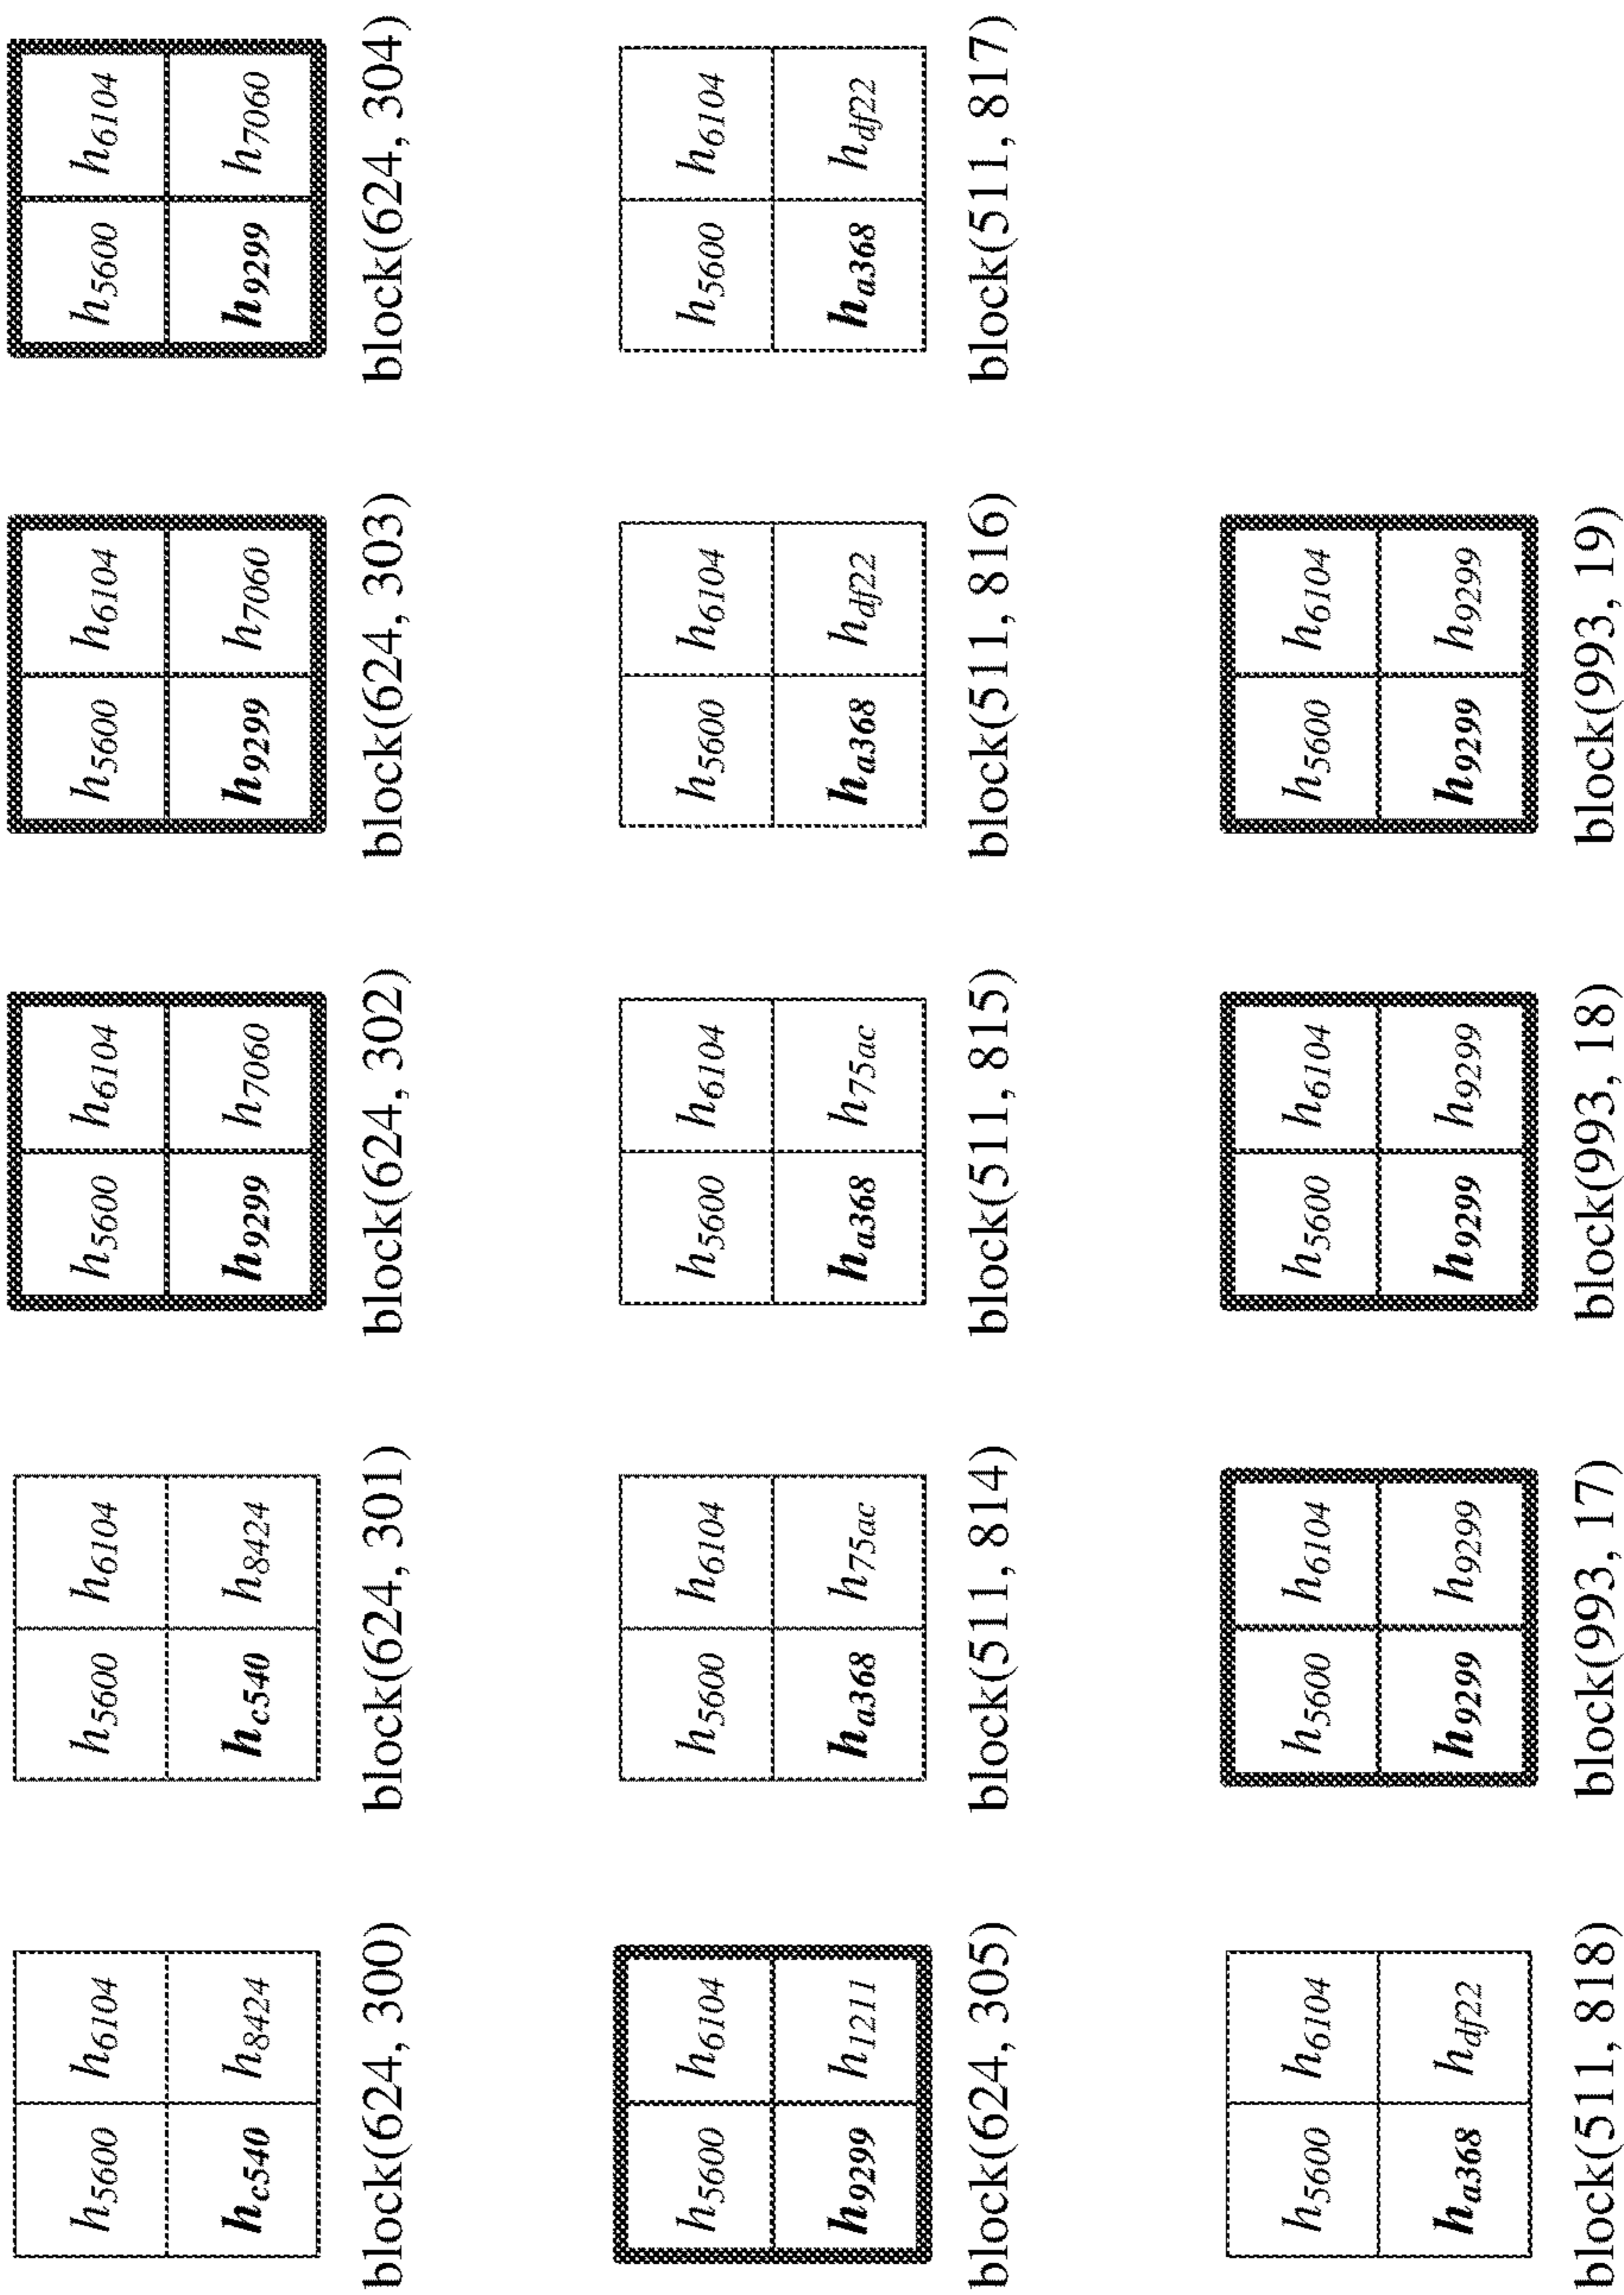 h5600 h6104 h5600 h6104 h5600 h6104 h5600 h6104 h5600 h6104
hc540 h8424 hc540 h8424 h9299 h7060 h9299 h7060 h9299 h7060
block(624, 300) block(624, 301) block(624, 302) block(624, 303) block(624, 304)
h5600 h6104 h5600 h6104 h5600 h6104 h5600 h6104 h5600 h6104
h9299 h1211 ha368 h75ac ha368 h75ac ha368 hdf22 ha368 hdf22
block(624, 305) block(511, 814) block(511, 815) block(511, 816) block(511, 817)
h5600 h6104 h5600 h6104 h5600 h6104 h5600 h6104
ha368 hdf22 h9299 h9299 h9299 h9299 h9299 h9299
block(511, 818) block(993, 17) block(993, 18) block(993, 19)